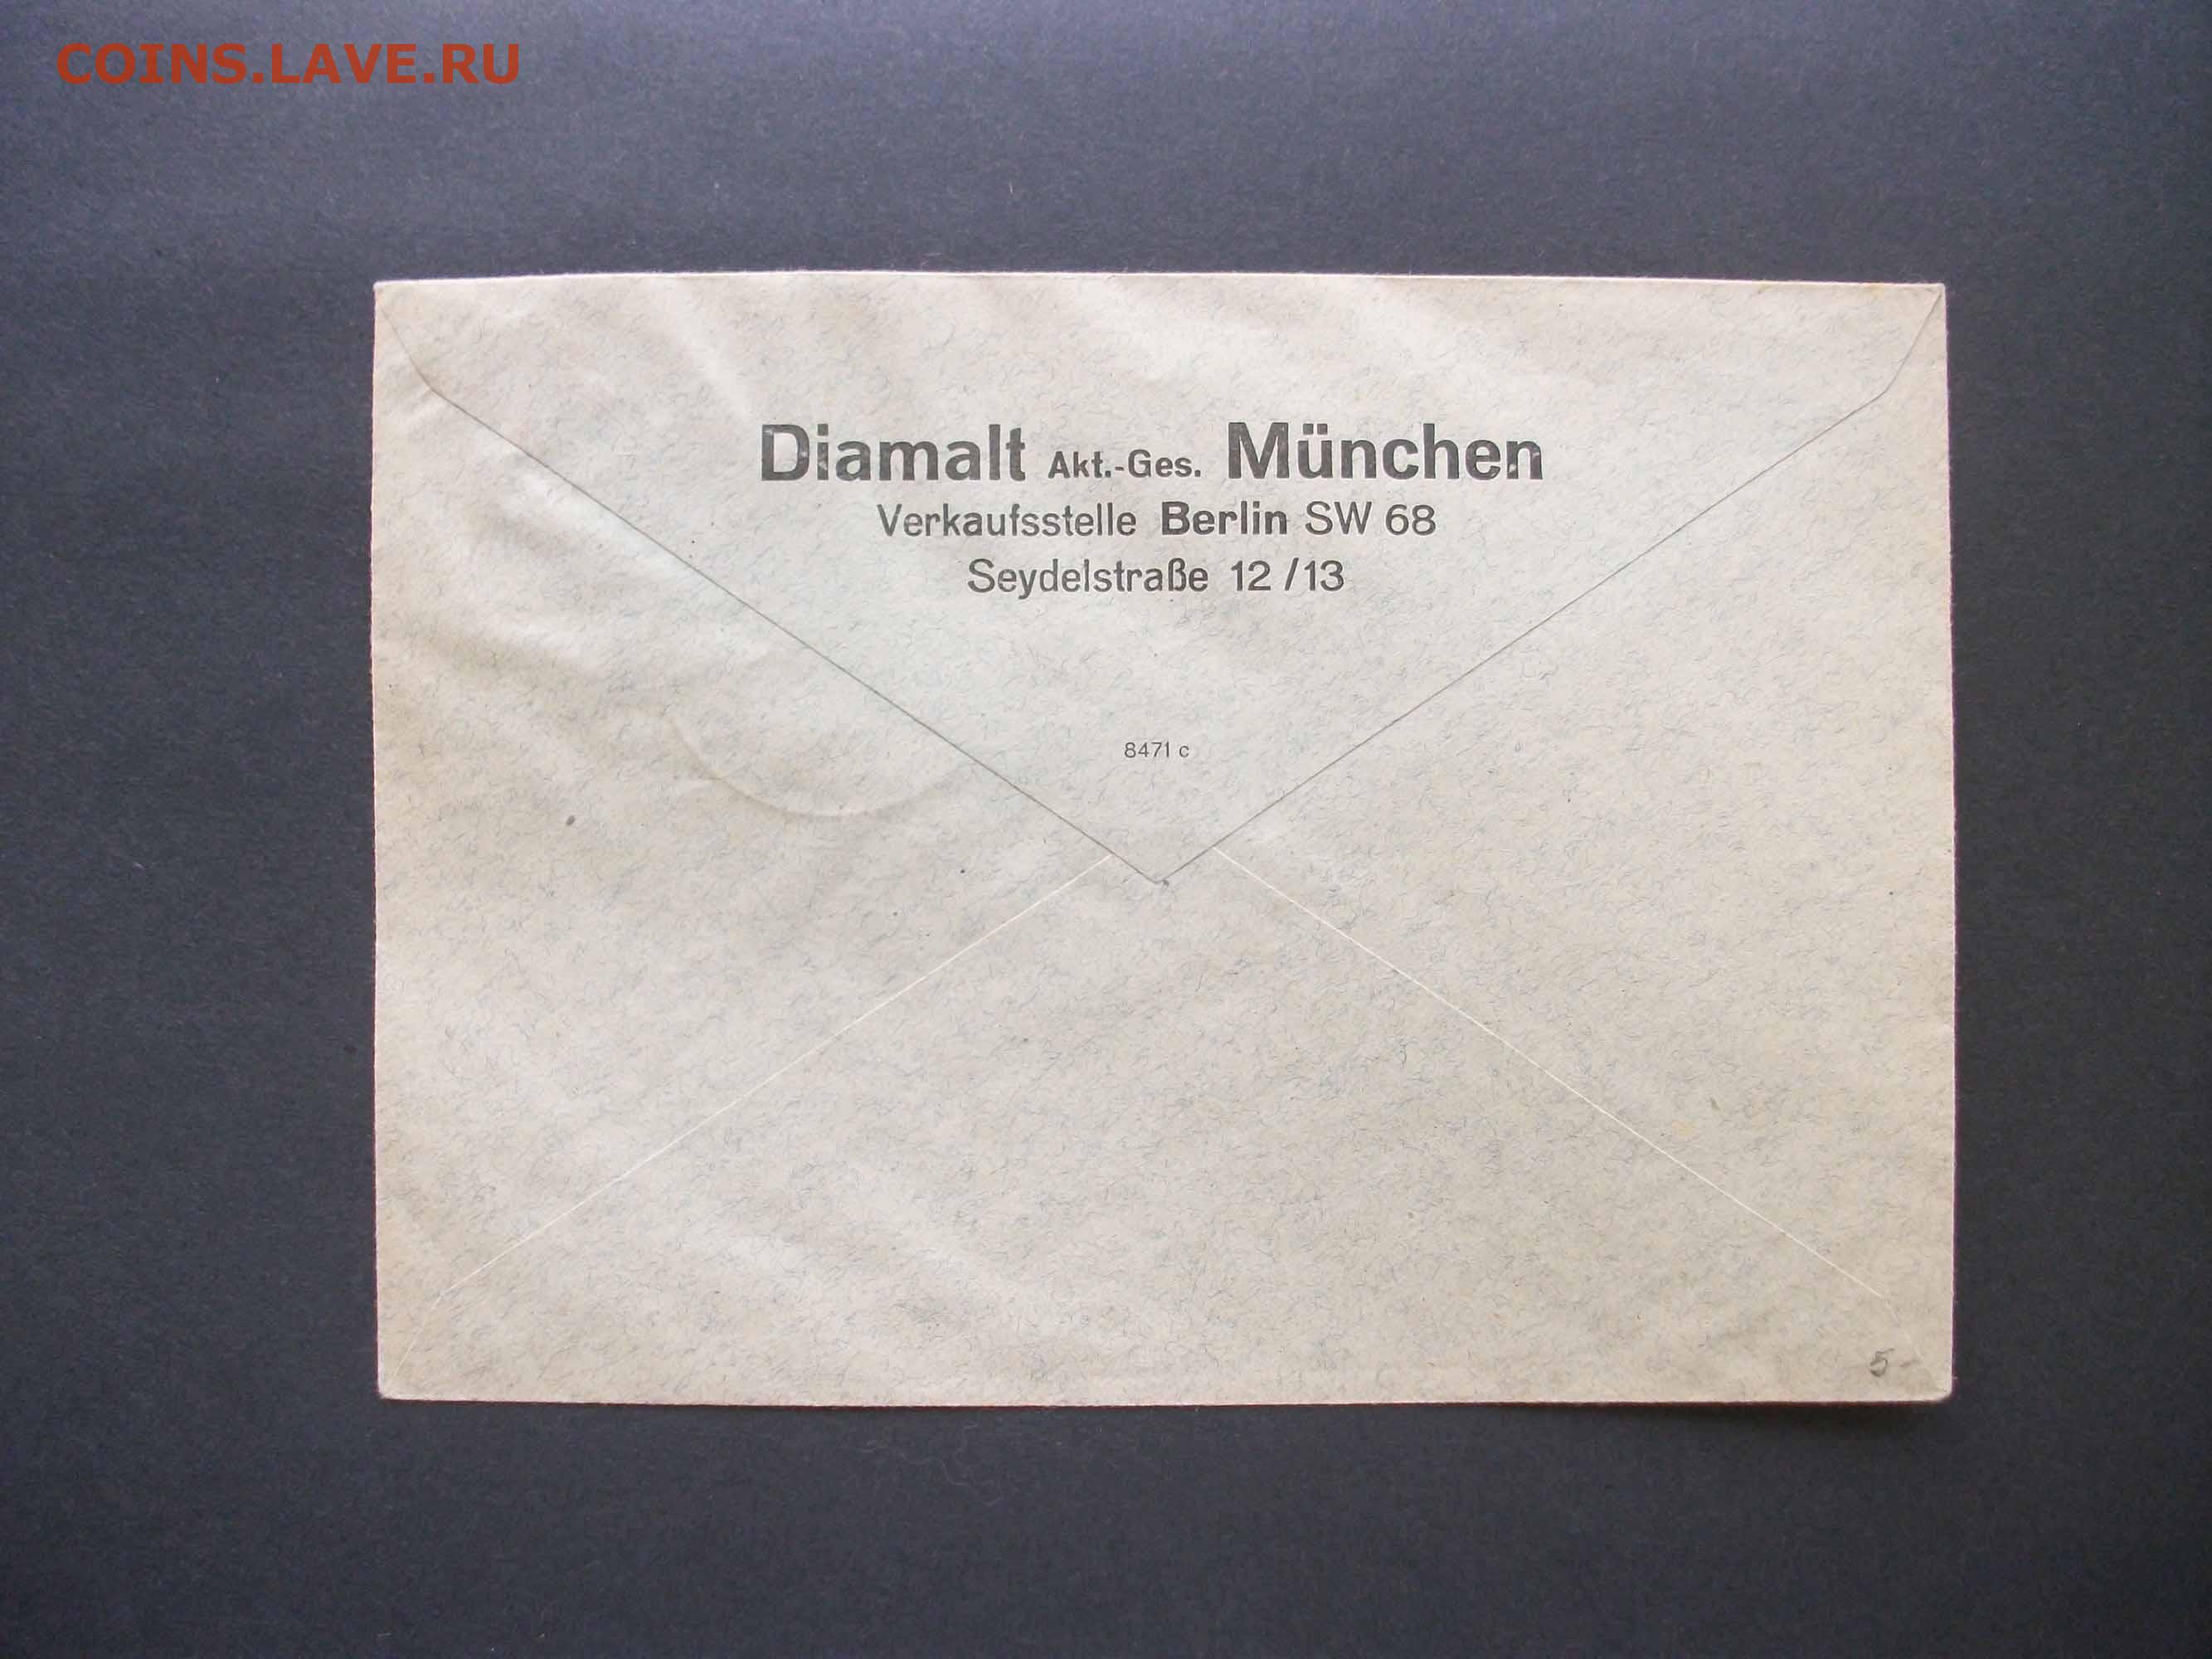 COINS.LAVE.RU
Diamalt Akt.-Ges. München
Verkaufsstelle Berlin SW 68
Seydelstraße 12/13
8471 c
5-